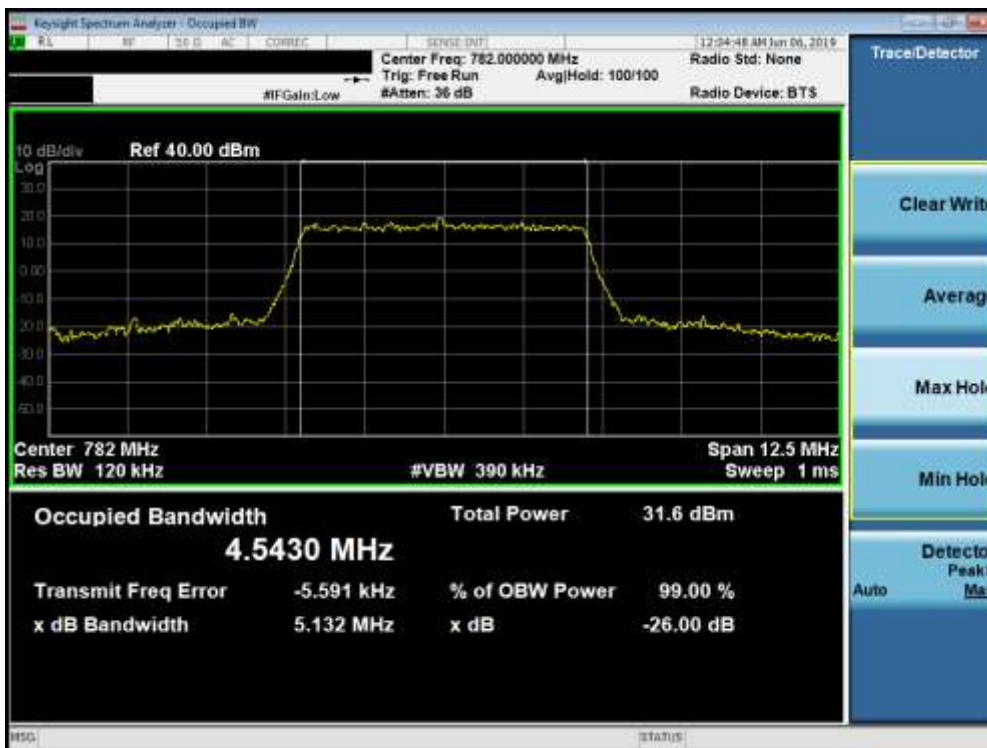 Keysight Spectrum Analyzer - Occupied BW
RL RF 50 Ω AC CORREC SENSE:INT 12:04:48 AM Jun 06, 2019
Center Freq: 782.000000 MHz Radio Std: None
Trig: Free Run Avg|Hold: 100/100
#IFGain:Low #Atten: 36 dB Radio Device: BTS
10 dB/div Ref 40.00 dBm
Log
30.0
20.0
10.0
0.00
-10.0
-20.0
-30.0
-40.0
-50.0
Center 782 MHz Span 12.5 MHz
Res BW 120 kHz #VBW 390 kHz Sweep 1 ms
Occupied Bandwidth Total Power 31.6 dBm
4.5430 MHz
Transmit Freq Error -5.591 kHz % of OBW Power 99.00 %
x dB Bandwidth 5.132 MHz x dB -26.00 dB
MSG STATUS
Trace/Detector
Clear Writ
Averag
Max Hol
Min Hol
Detecto
Peak
Auto Ma